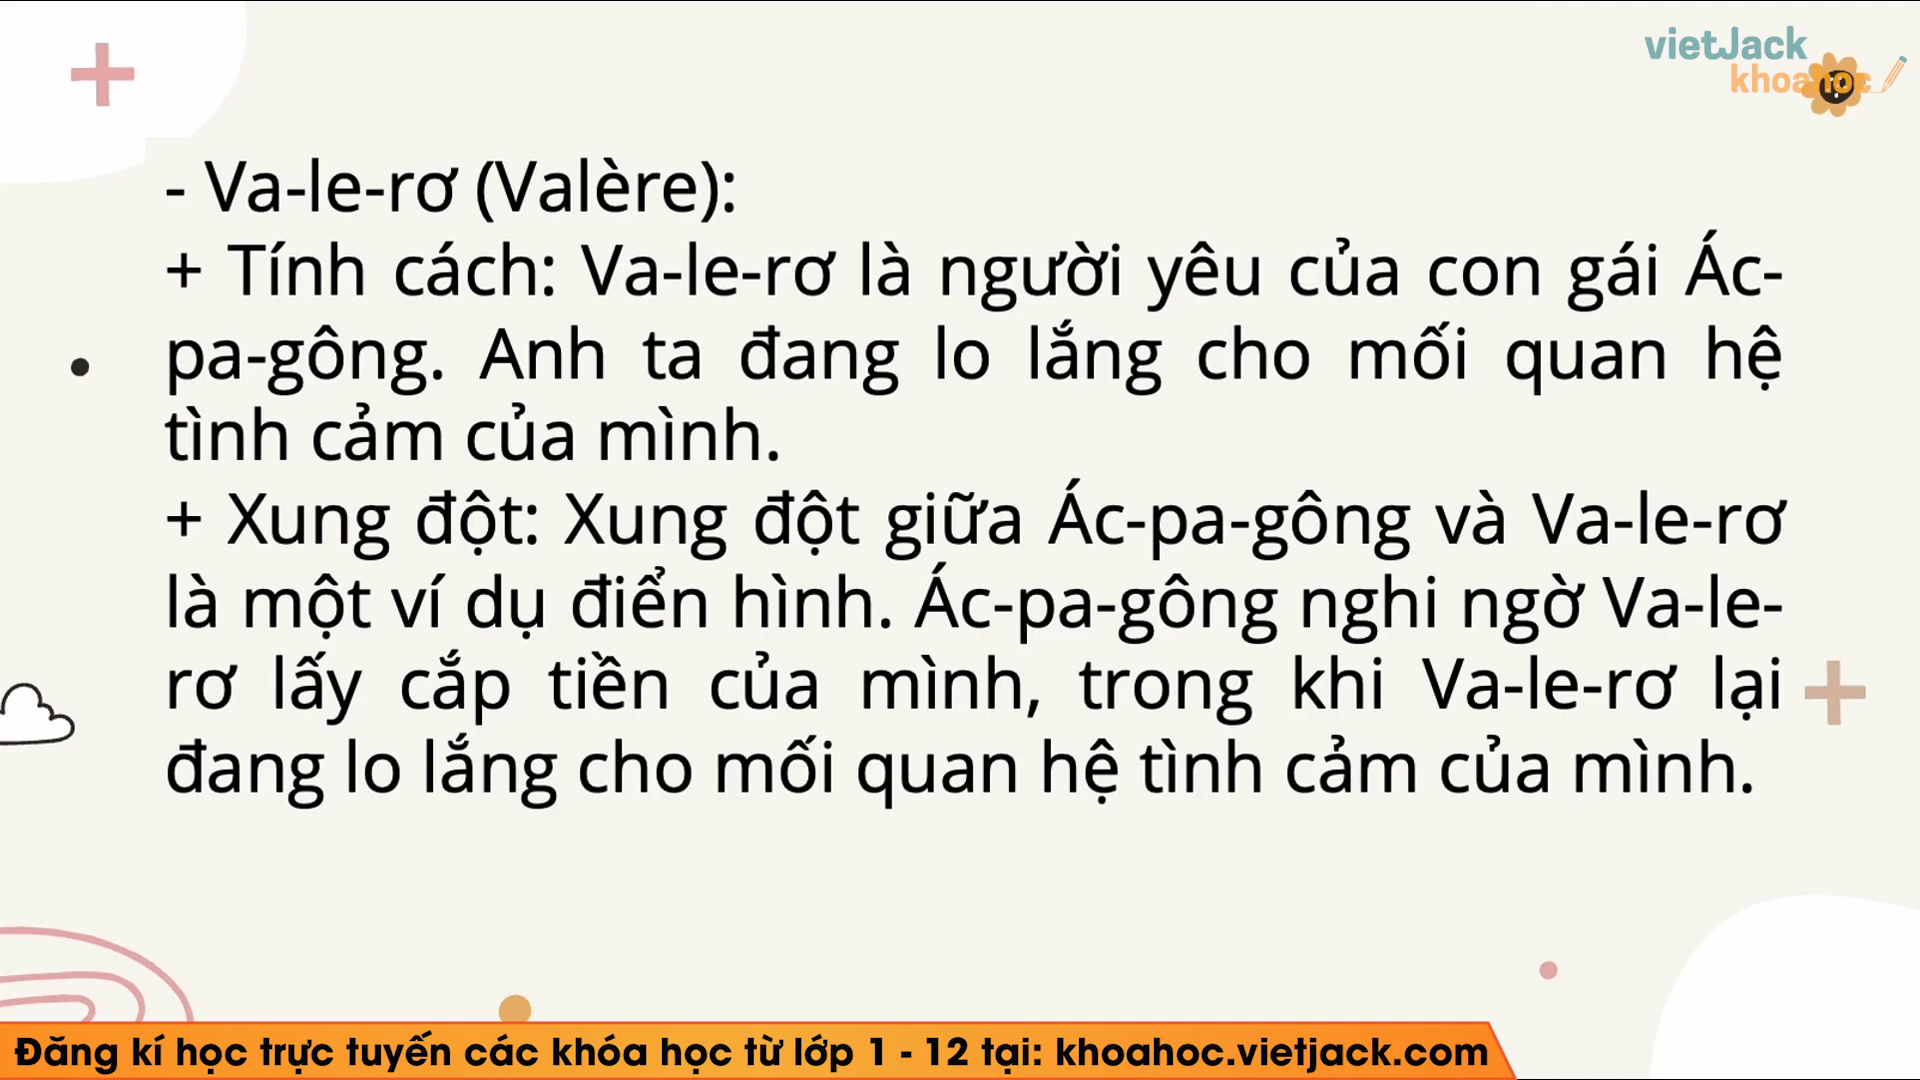 vietJack
khoahoc
- Va-le-rơ (Valère):
+ Tính cách: Va-le-rơ là người yêu của con gái Ác-
pa-gông. Anh ta đang lo lắng cho mối quan hệ
tình cảm của mình.
+ Xung đột: Xung đột giữa Ác-pa-gông và Va-le-rơ
là một ví dụ điển hình. Ác-pa-gông nghi ngờ Va-le-
rơ lấy cắp tiền của mình, trong khi Va-le-rơ lại
đang lo lắng cho mối quan hệ tình cảm của mình.
Đăng kí học trực tuyến các khóa học từ lớp 1 - 12 tại: khoahoc.vietjack.com